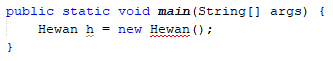 public static void main(String[] args) {
Hewan h = new Hewan();
}